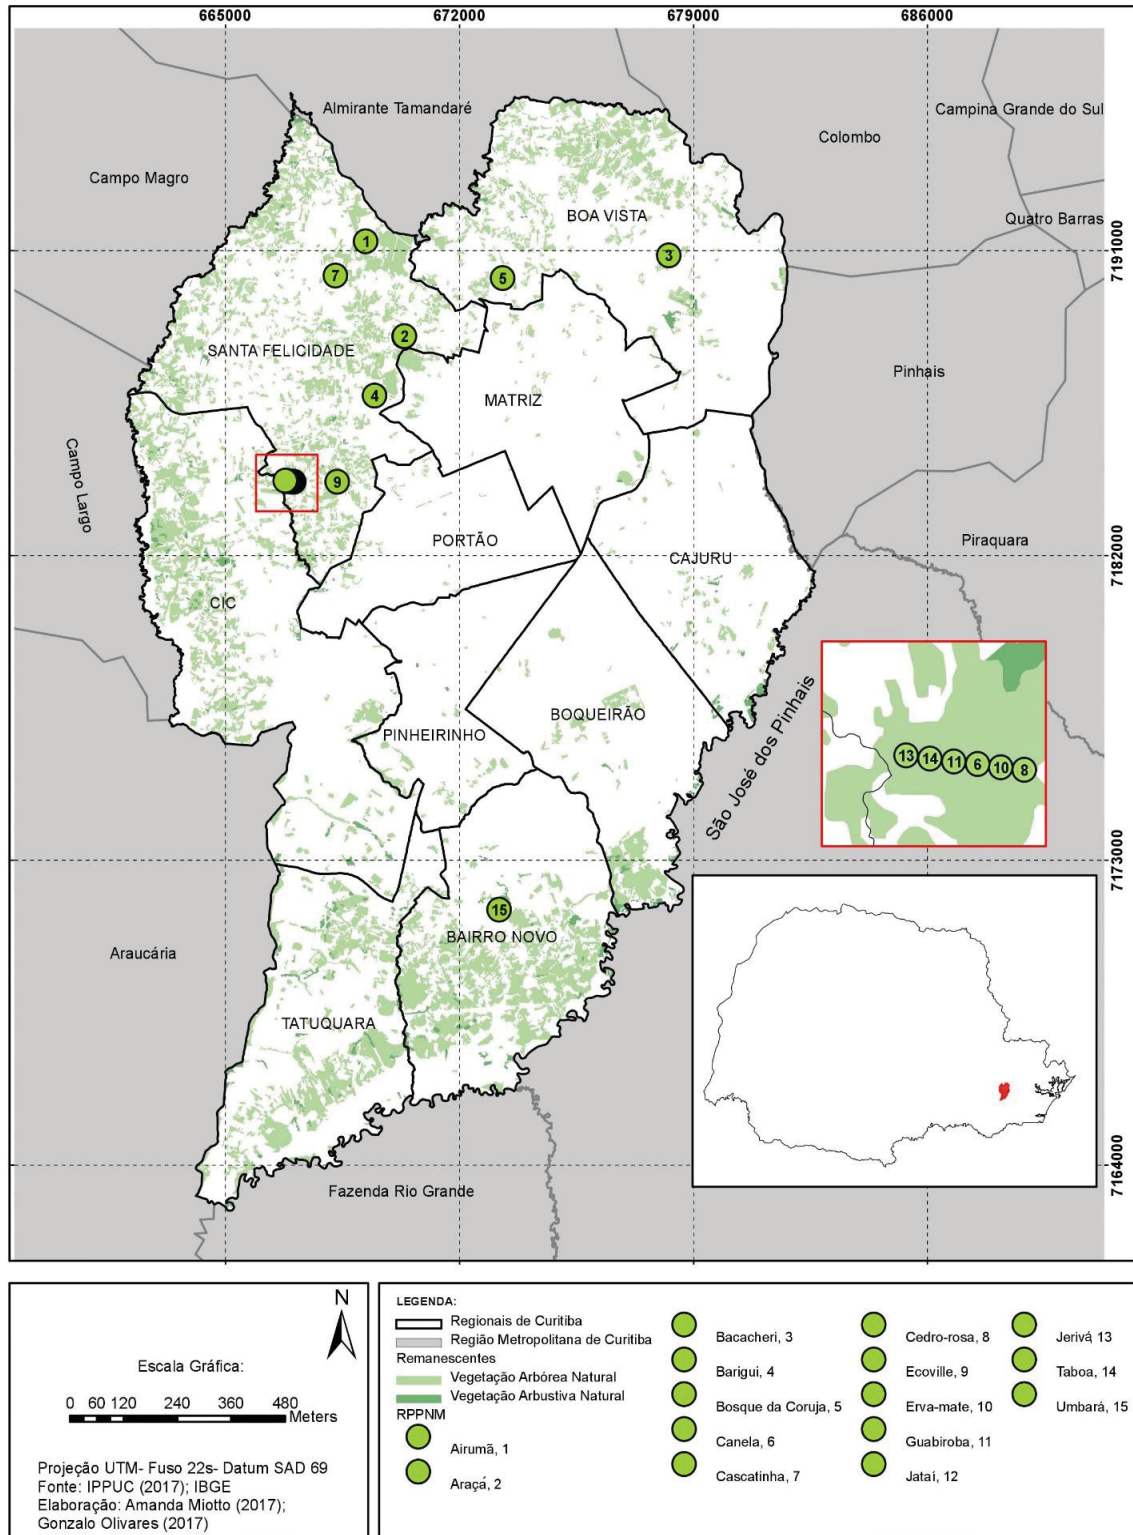 665000
672000
679000
686000
Almirante Tamandaré
Campina Grande do Sul
Colombo
Campo Magro
Quatro Barras
BOA VISTA
1
3
7191000
7
5
2
SANTA FELICIDADE
Pinhais
4
MATRIZ
Campo Largo
9
PORTÃO
Piraquara
CAJURU
7182000
CIC
São José dos Pinhais
BOQUEIRÃO
PINHEIRINHO
13 14 11 6 10 8
7173000
15
BAIRRO NOVO
Araucária
TATUQUARA
7164000
Fazenda Rio Grande
N
Escala Gráfica:
0 60 120 240 360 480
Meters
Projeção UTM- Fuso 22s- Datum SAD 69
Fonte: IPPUC (2017); IBGE
Elaboração: Amanda Miotto (2017);
Gonzalo Olivares (2017)
LEGENDA:
Regionais de Curitiba
Região Metropolitana de Curitiba
Remanescentes
Vegetação Arbórea Natural
Vegetação Arbustiva Natural
RPPNM
Airumã, 1
Araçá, 2
Bacacheri, 3
Barigui, 4
Bosque da Coruja, 5
Canela, 6
Cascatinha, 7
Cedro-rosa, 8
Ecoville, 9
Erva-mate, 10
Guabiroba, 11
Jataí, 12
Jerivá, 13
Taboa, 14
Umbará, 15